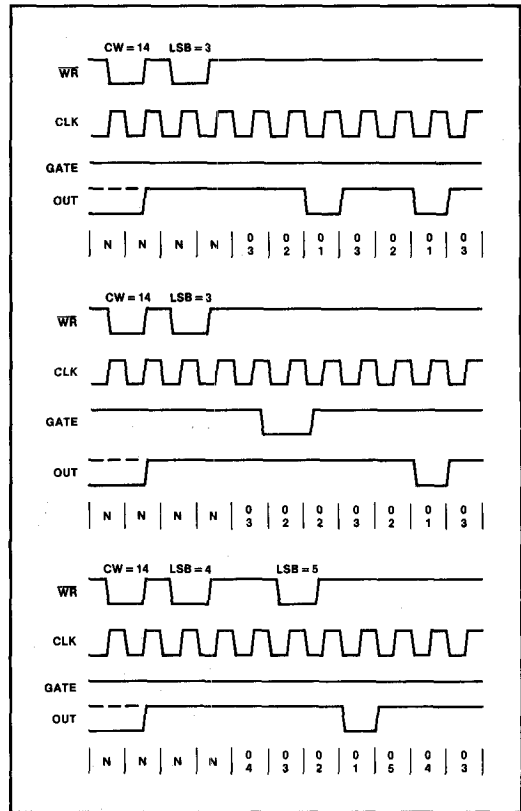 CW = 14 LSB = 3
WR
CLK
GATE
OUT
N N N N 0 0 0 0 0 0 0
3 2 1 3 2 1 3
CW = 14 LSB = 3
WR
CLK
GATE
OUT
N N N N 0 0 0 0 0 0 0
3 2 2 3 2 1 3
CW = 14 LSB = 4 LSB = 5
WR
CLK
GATE
OUT
N N N N 0 0 0 0 0 0 0
4 3 2 1 5 4 3